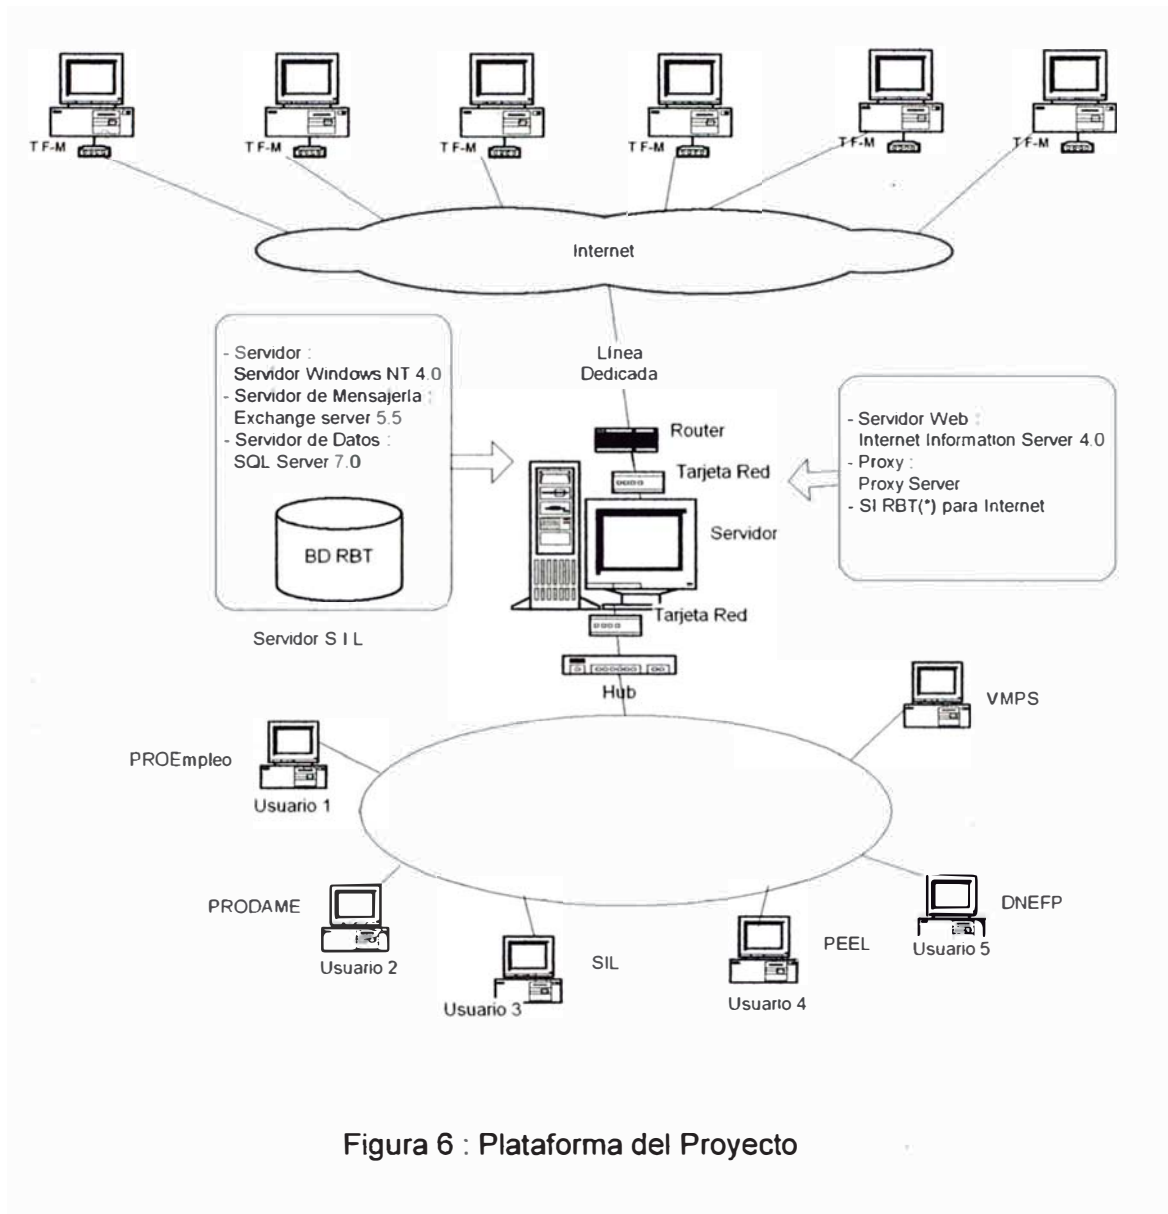 T F-M
T F-M
T F-M
T F-M
T F-M
T F-M
Internet
- Servidor :
Servidor Windows NT 4.0
- Servidor de Mensajería :
Exchange server 5.5
- Servidor de Datos :
SQL Server 7.0
BD RBT
Servidor S I L
Línea
Dedicada
Router
Tarjeta Red
Servidor
Tarjeta Red
Hub
- Servidor Web :
Internet Information Server 4.0
- Proxy :
Proxy Server
- SI RBT(*) para Internet
VMPS
PROEmpleo
Usuario 1
PRODAME
Usuario 2
SIL
Usuario 3
PEEL
Usuario 4
DNEFP
Usuario 5
Figura 6 : Plataforma del Proyecto